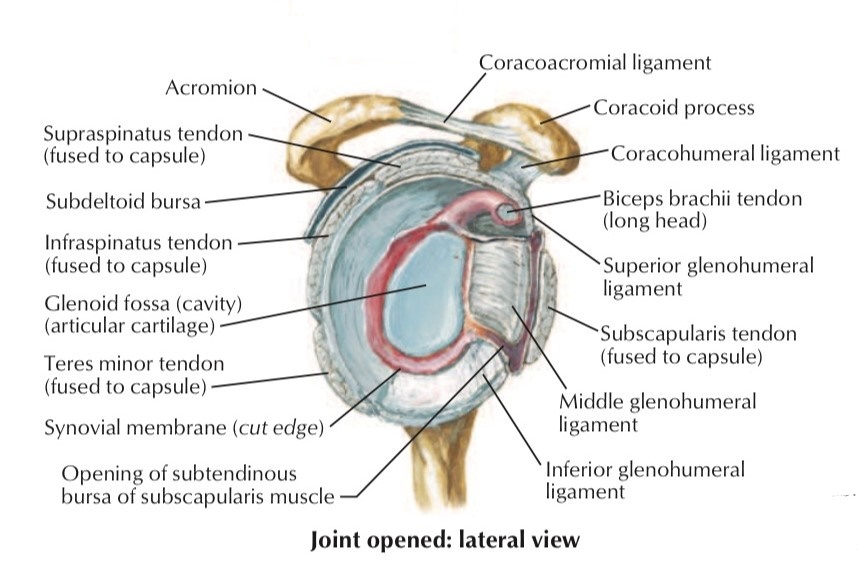 Coracoacromial ligament
Acromion
Coracoid process
Supraspinatus tendon
(fused to capsule)
Coracohumeral ligament
Subdeltoid bursa
Biceps brachii tendon
(long head)
Infraspinatus tendon
(fused to capsule)
Superior glenohumeral
ligament
Glenoid fossa (cavity)
(articular cartilage)
Subscapularis tendon
(fused to capsule)
Teres minor tendon
(fused to capsule)
Middle glenohumeral
ligament
Synovial membrane (cut edge)
Opening of subtendinous
bursa of subscapularis muscle
Inferior glenohumeral
ligament
Joint opened: lateral view